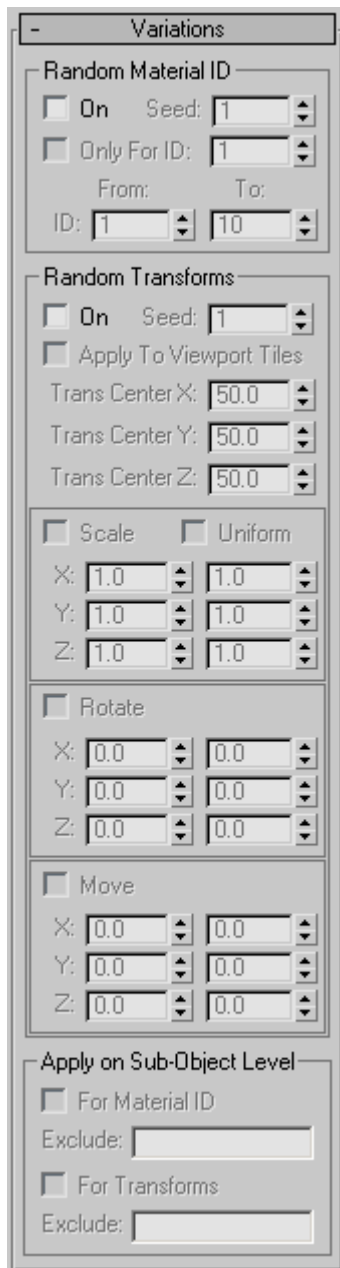 - Variations
Random Material ID
On Seed: 1
Only For ID: 1
From: To:
ID: 1 10
Random Transforms
On Seed: 1
Apply To Viewport Tiles
Trans Center X: 50.0
Trans Center Y: 50.0
Trans Center Z: 50.0
Scale Uniform
X: 1.0 1.0
Y: 1.0 1.0
Z: 1.0 1.0
Rotate
X: 0.0 0.0
Y: 0.0 0.0
Z: 0.0 0.0
Move
X: 0.0 0.0
Y: 0.0 0.0
Z: 0.0 0.0
Apply on Sub-Object Level
For Material ID
Exclude:
For Transforms
Exclude: